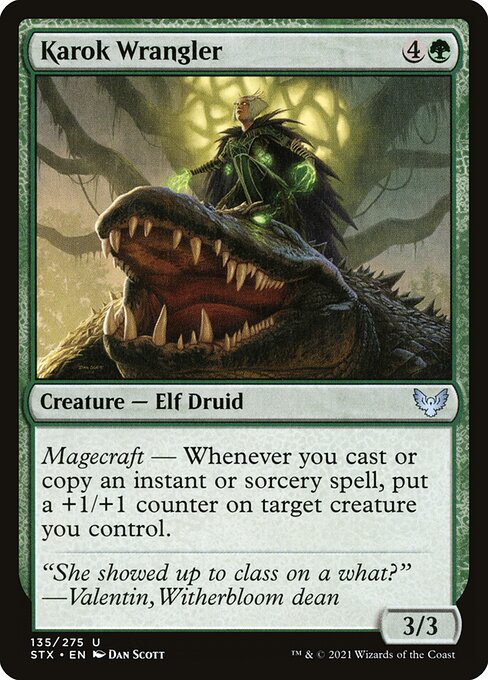 Karok Wrangler 4
Creature — Elf Druid
Magecraft — Whenever you cast or
copy an instant or sorcery spell, put
a +1/+1 counter on target creature
you control.
“She showed up to class on a what?”
—Valentin, Witherbloom dean
3/3
135/275 U
STX • EN Dan Scott
™ & © 2021 Wizards of the Coast